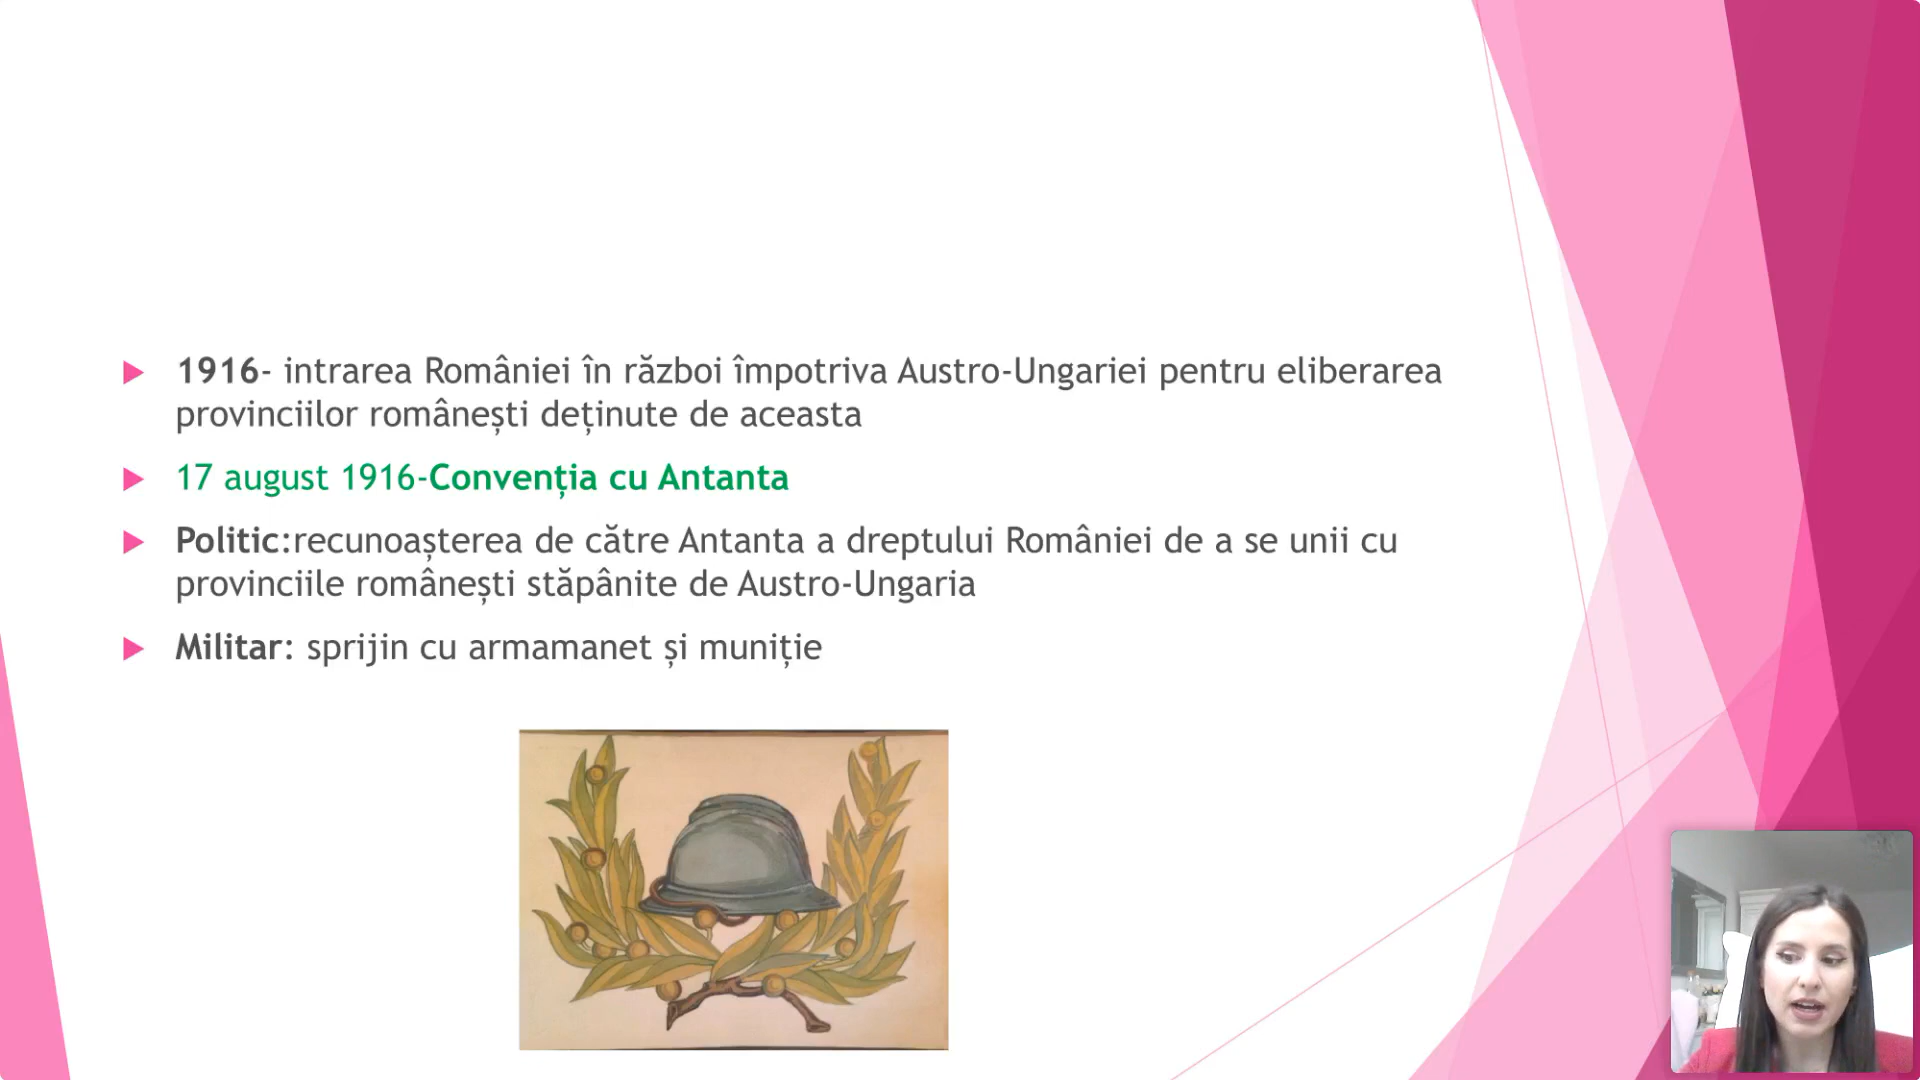 1916- intrarea României în război împotriva Austro-Ungariei pentru eliberarea
provinciilor românești deținute de aceasta
17 august 1916-Convenția cu Antanta
Politic:recunoașterea de către Antanta a dreptului României de a se unii cu
provinciile românești stăpânite de Austro-Ungaria
Militar: sprijin cu armamanet și muniție